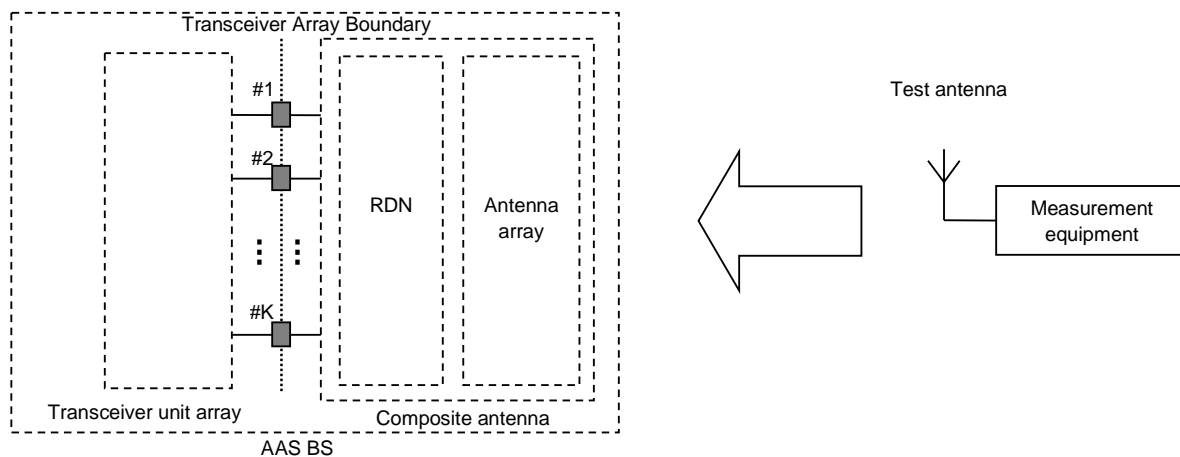 Transceiver Array Boundary
#1
#2
#K
RDN
Antenna
array
Transceiver unit array
Composite antenna
AAS BS
Test antenna
Measurement
equipment